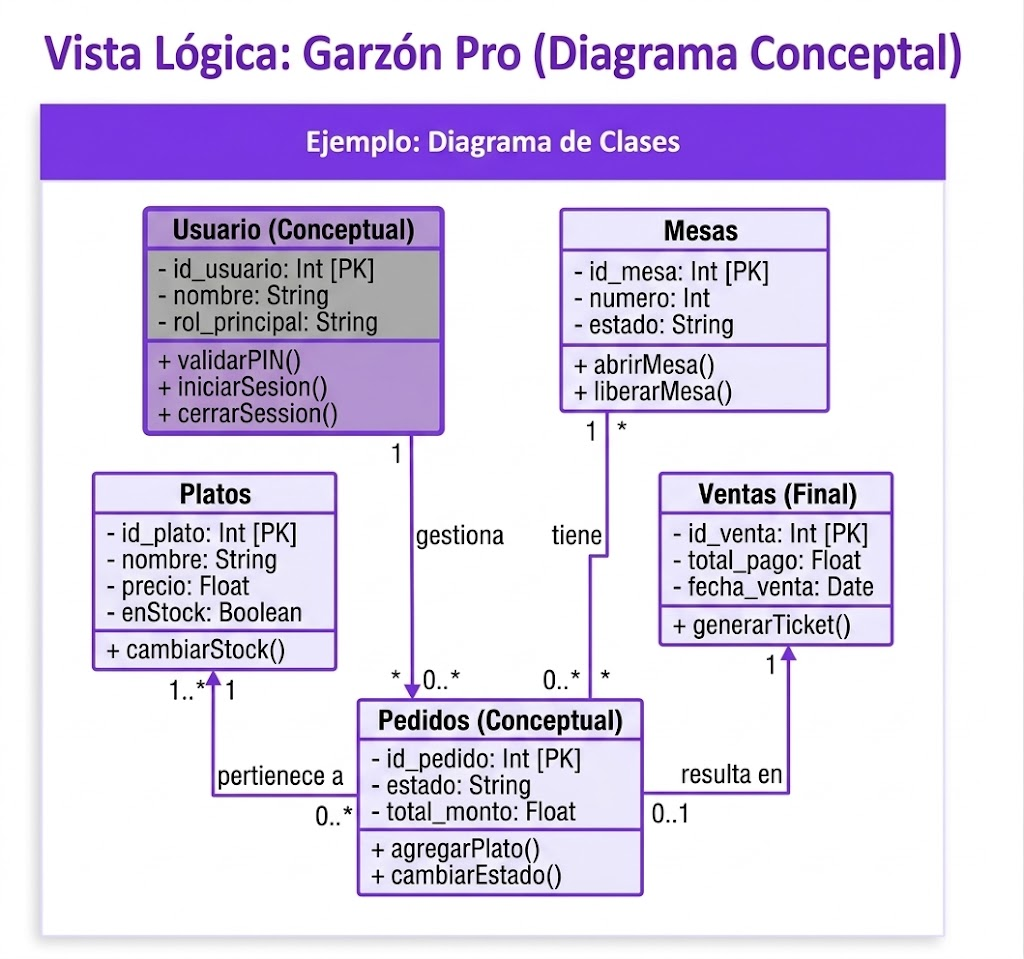 Vista Lógica: Garzón Pro (Diagrama Conceptal)
Ejemplo: Diagrama de Clases
Usuario (Conceptual)
- id_usuario: Int [PK]
- nombre: String
- rol_principal: String
+ validarPIN()
+ iniciarSesion()
+ cerrarSession()
Mesas
- id_mesa: Int [PK]
- numero: Int
- estado: String
+ abrirMesa()
+ liberarMesa()
1
1 *
Platos
- id_plato: Int [PK]
- nombre: String
- precio: Float
- enStock: Boolean
+ cambiarStock()
gestiona
tiene
Ventas (Final)
- id_venta: Int [PK]
- total_pago: Float
- fecha_venta: Date
+ generarTicket()
1..* 1
* 0..*
0..* *
1
Pedidos (Conceptual)
- id_pedido: Int [PK]
- estado: String
- total_monto: Float
+ agregarPlato()
+ cambiarEstado()
pertienece a
0..*
resulta en
0..1